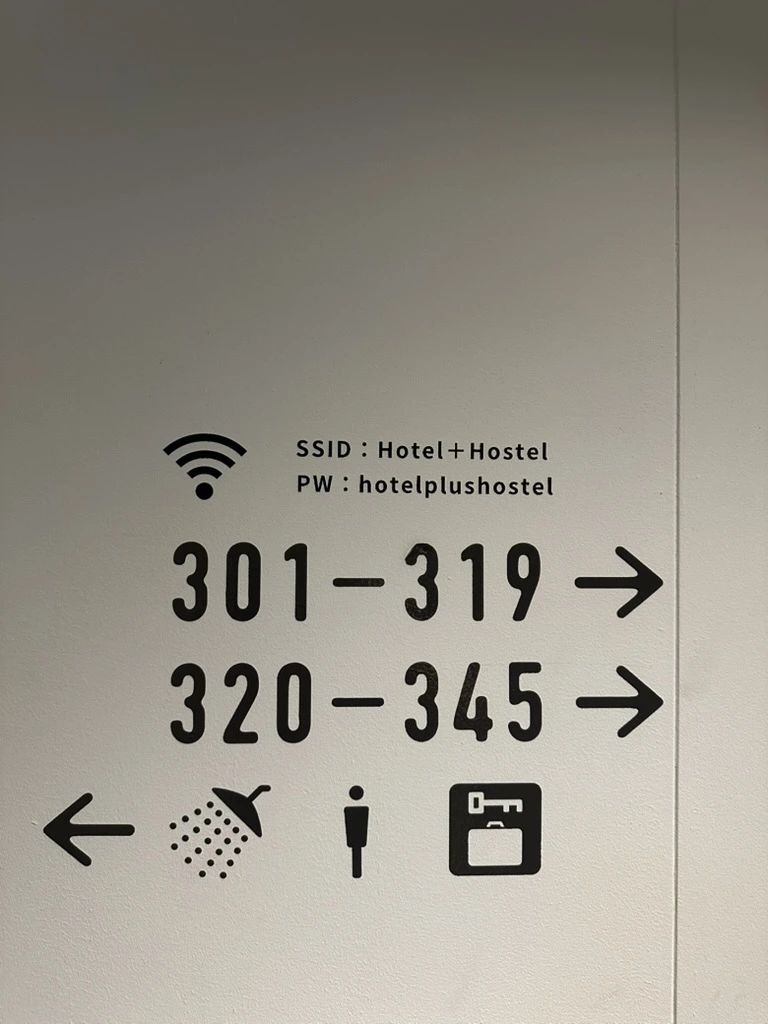 SSID：Hotel＋Hostel
PW：hotelplushostel
301－319 →
320－345 →
←